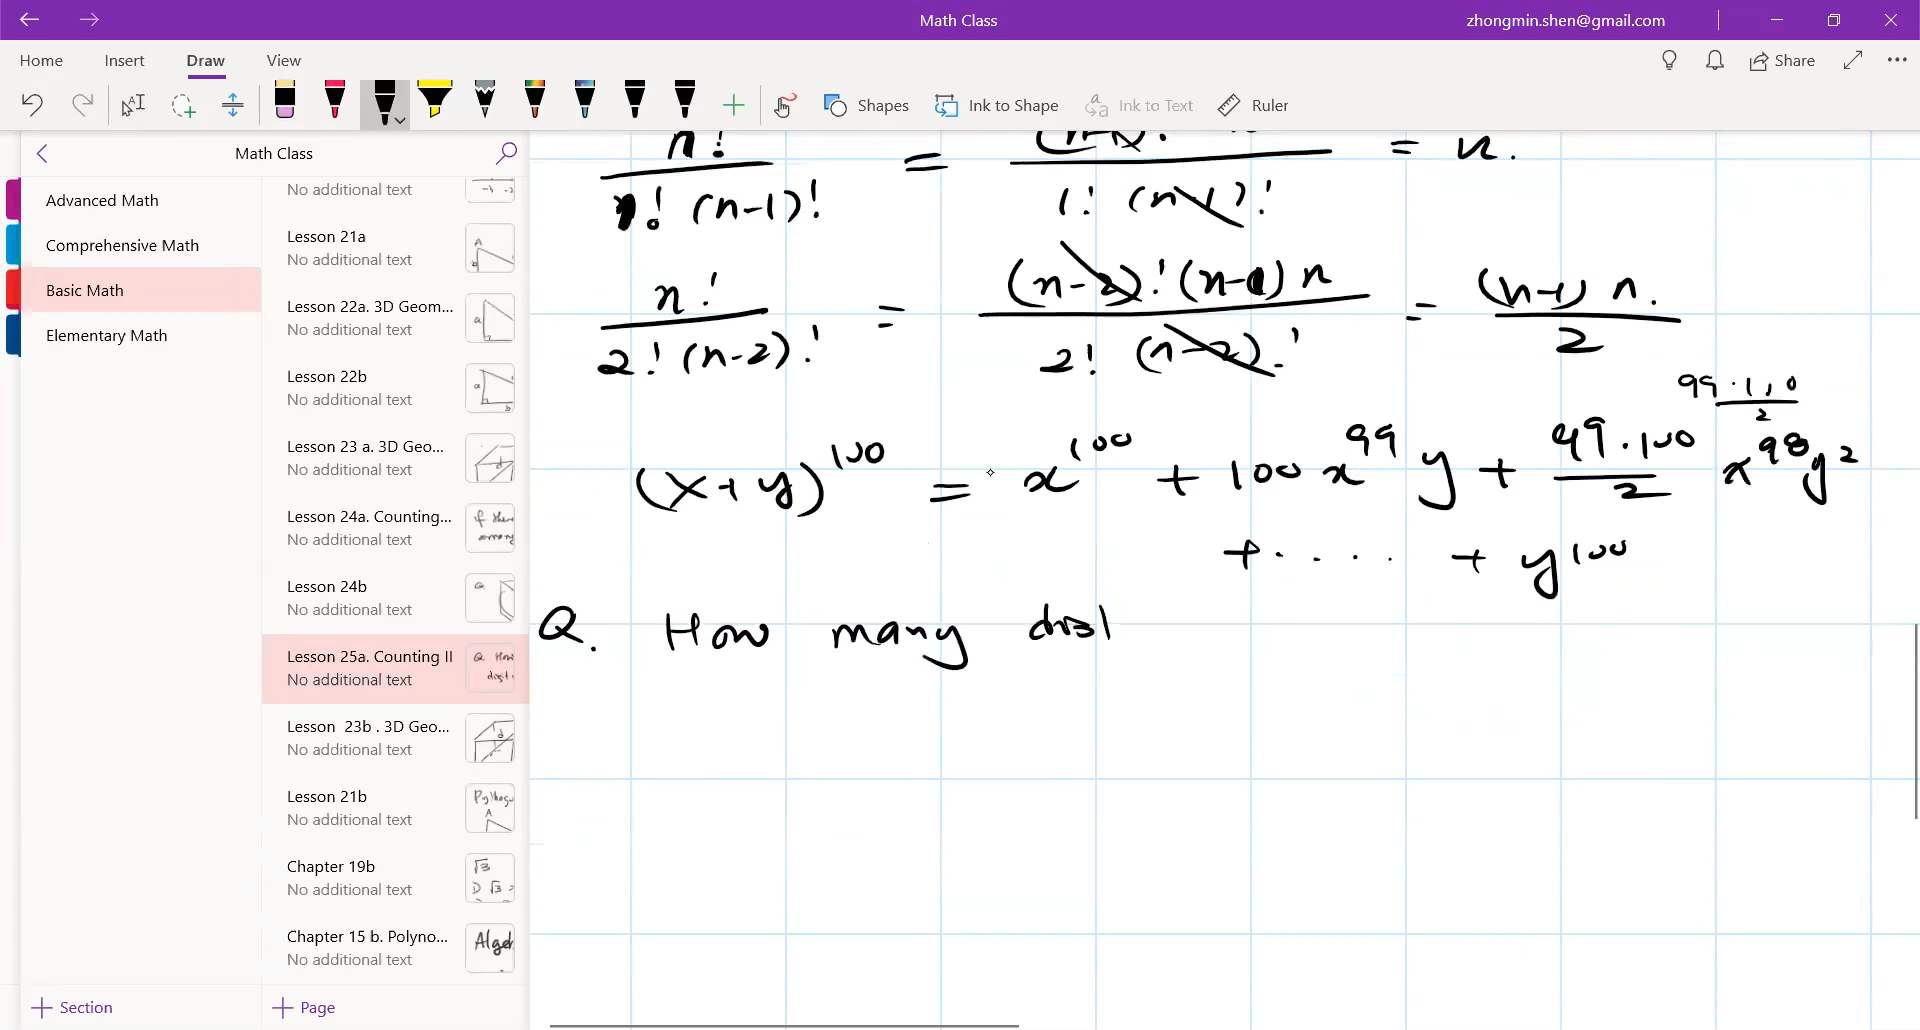 Math Class
zhongmin.shen@gmail.com
Home Insert Draw View
Share
Shapes
Ink to Shape
Ink to Text
Ruler
Math Class
Advanced Math
Comprehensive Math
Basic Math
Elementary Math
No additional text
Lesson 21a
No additional text
Lesson 22a. 3D Geom...
No additional text
Lesson 22b
No additional text
Lesson 23 a. 3D Geo...
No additional text
Lesson 24a. Counting...
No additional text
Lesson 24b
No additional text
Lesson 25a. Counting II
No additional text
Lesson 23b . 3D Geo...
No additional text
Lesson 21b
No additional text
Chapter 19b
No additional text
Chapter 15 b. Polyno...
No additional text
Section
Page
n! / 1! (n-1)! = (n-1)! n / 1! (n-1)! = n.
n! / 2! (n-2)! = (n-2)! (n-1) n / 2! (n-2)! = (n-1) n. / 2
99 · 100 / 2
(x+y)^100 = x^100 + 100 x^99 y + 99 · 100 / 2 x^98 y^2
+ . . . . + y^100
Q. How many